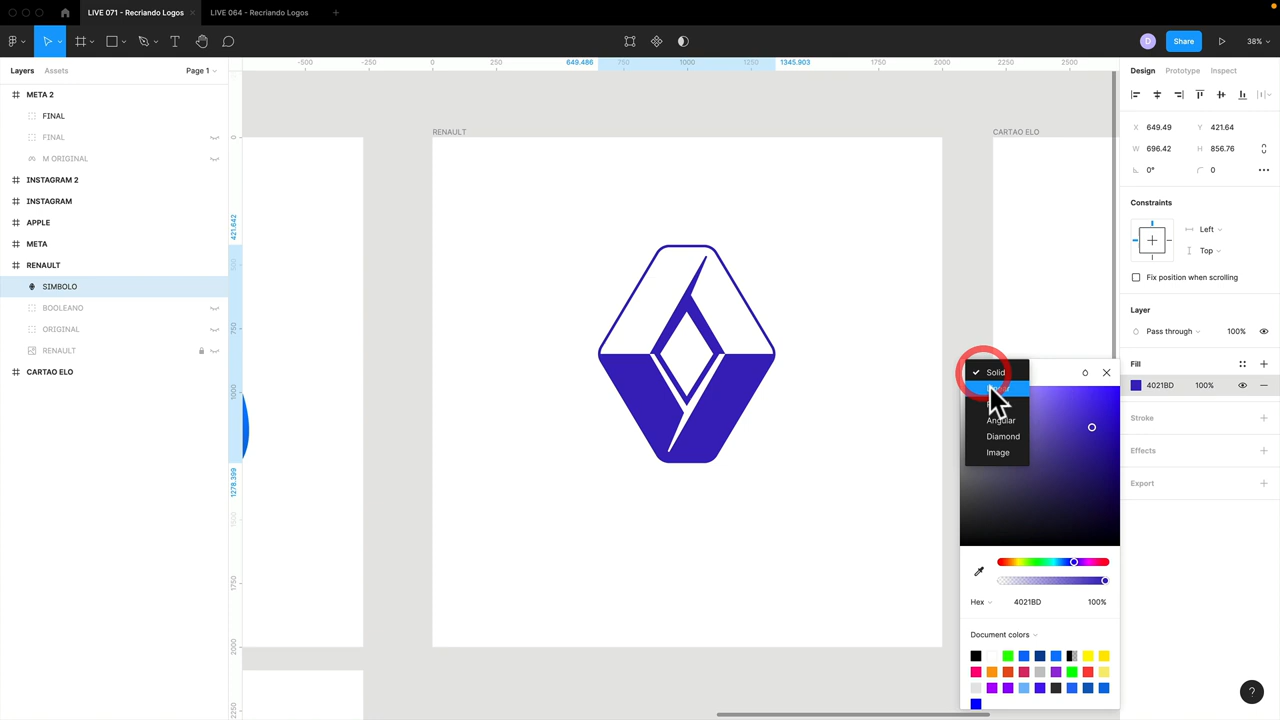 LIVE 071 - Recriando Logos
LIVE 064 - Recriando Logos
Share
38%
Layers
Assets
Page 1
META 2
FINAL
FINAL
M ORIGINAL
INSTAGRAM 2
INSTAGRAM
APPLE
META
RENAULT
SIMBOLO
BOOLEANO
ORIGINAL
RENAULT
CARTAO ELO
-500
-250
0
250
649.486
750
1000
1250
1345.903
1750
2000
2250
2500
0
421.642
500
750
1000
1278.399
1500
1750
2000
2250
RENAULT
CARTAO ELO
D
Design
Prototype
Inspect
X 649.49
Y 421.64
W 696.42
H 856.76
0°
0
Constraints
Left
Top
Fix position when scrolling
Layer
Pass through
100%
Fill
4021BD
100%
Stroke
Effects
Export
Solid
Angular
Diamond
Image
Hex
4021BD
100%
Document colors
?